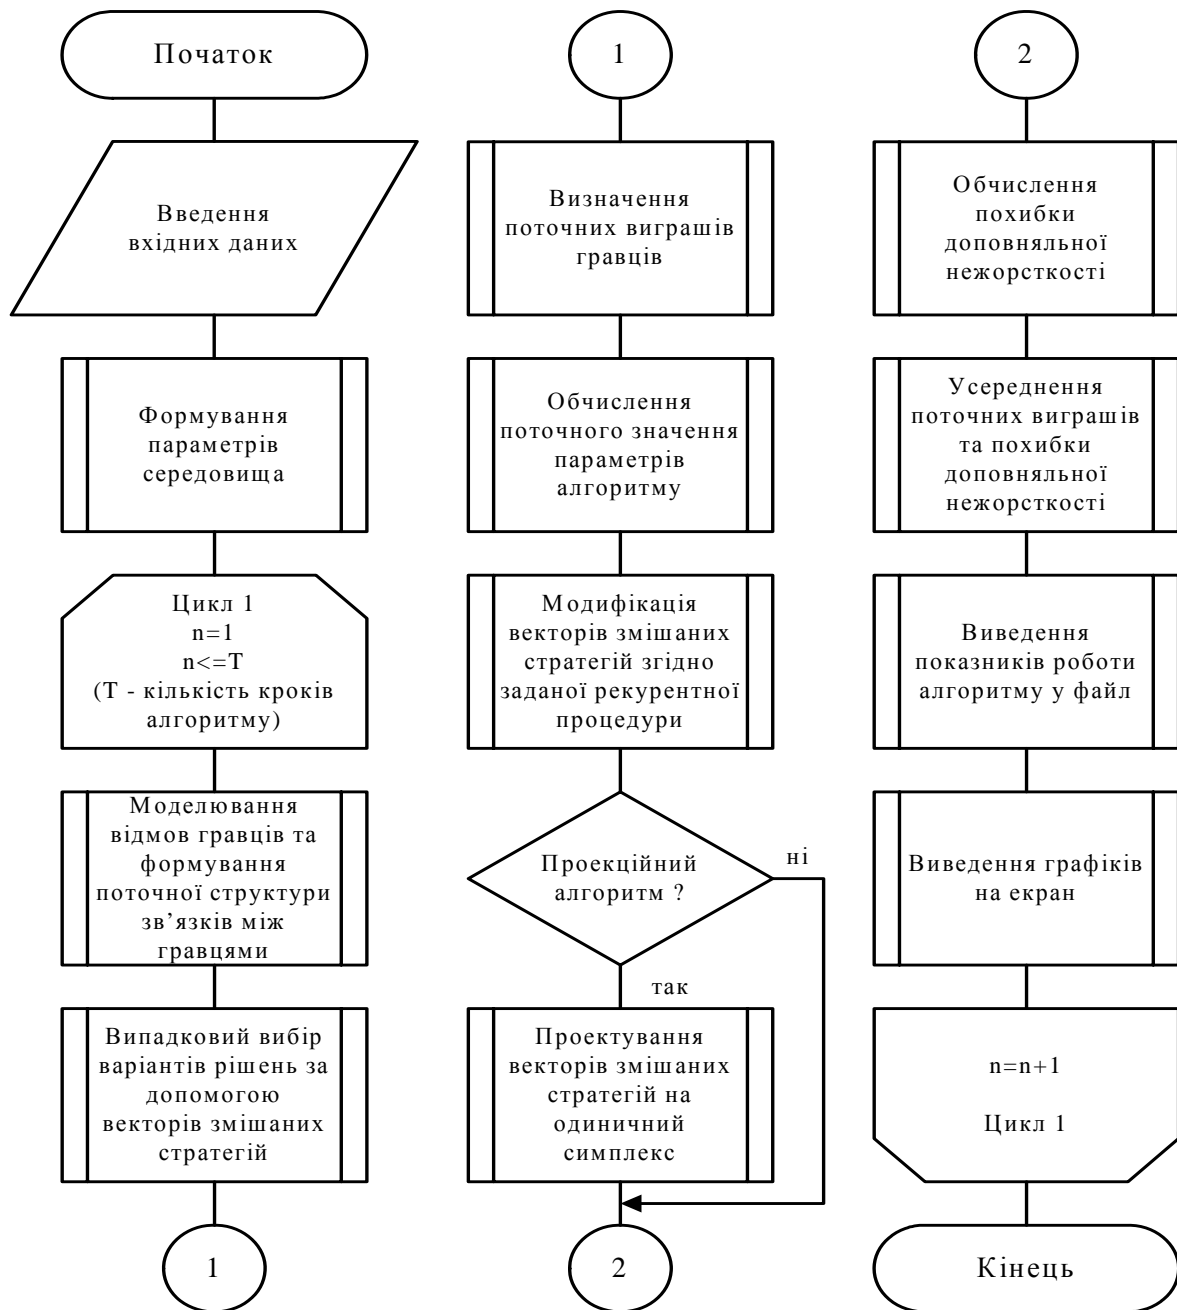 Початок
Введення
вхідних даних
Формування
параметрів
середовища
Цикл 1
n=1
n<=T
(T - кількість кроків
алгоритму)
Моделювання
відмов гравців та
формування
поточної структури
зв’язків між
гравцями
Випадковий вибір
варіантів рішень за
допомогою
векторів змішаних
стратегій
1
1
Визначення
поточних виграшів
гравців
Обчислення
поточного значення
параметрів
алгоритму
Модифікація
векторів змішаних
стратегій згідно
заданої рекурентної
процедури
Проекційний
алгоритм ?
ні
так
Проектування
векторів змішаних
стратегій на
одиничний
симплекс
2
2
Обчислення
похибки
доповняльної
нежорсткості
Усереднення
поточних виграшів
та похибки
доповняльної
нежорсткості
Виведення
показників роботи
алгоритму у файл
Виведення графіків
на екран
n=n+1
Цикл 1
Кінець